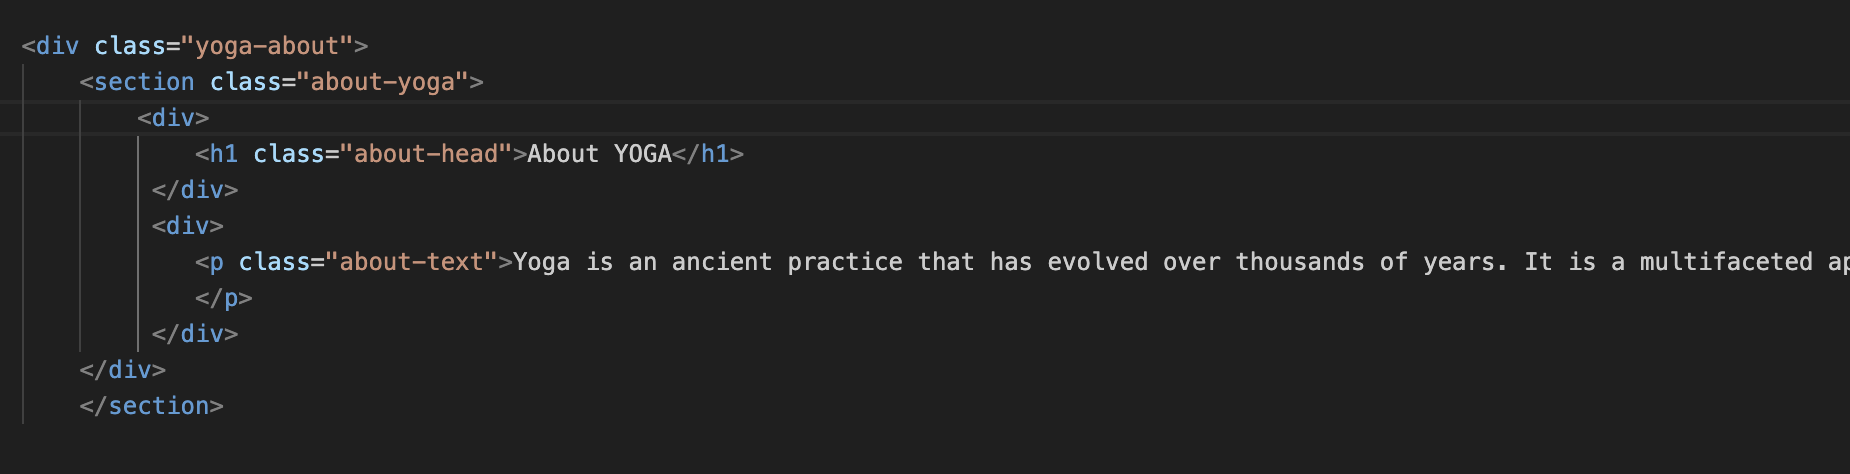 <div class="yoga-about">
<section class="about-yoga">
<div>
<h1 class="about-head">About YOGA</h1>
</div>
<div>
<p class="about-text">Yoga is an ancient practice that has evolved over thousands of years. It is a multifaceted
</p>
</div>
</div>
</section>